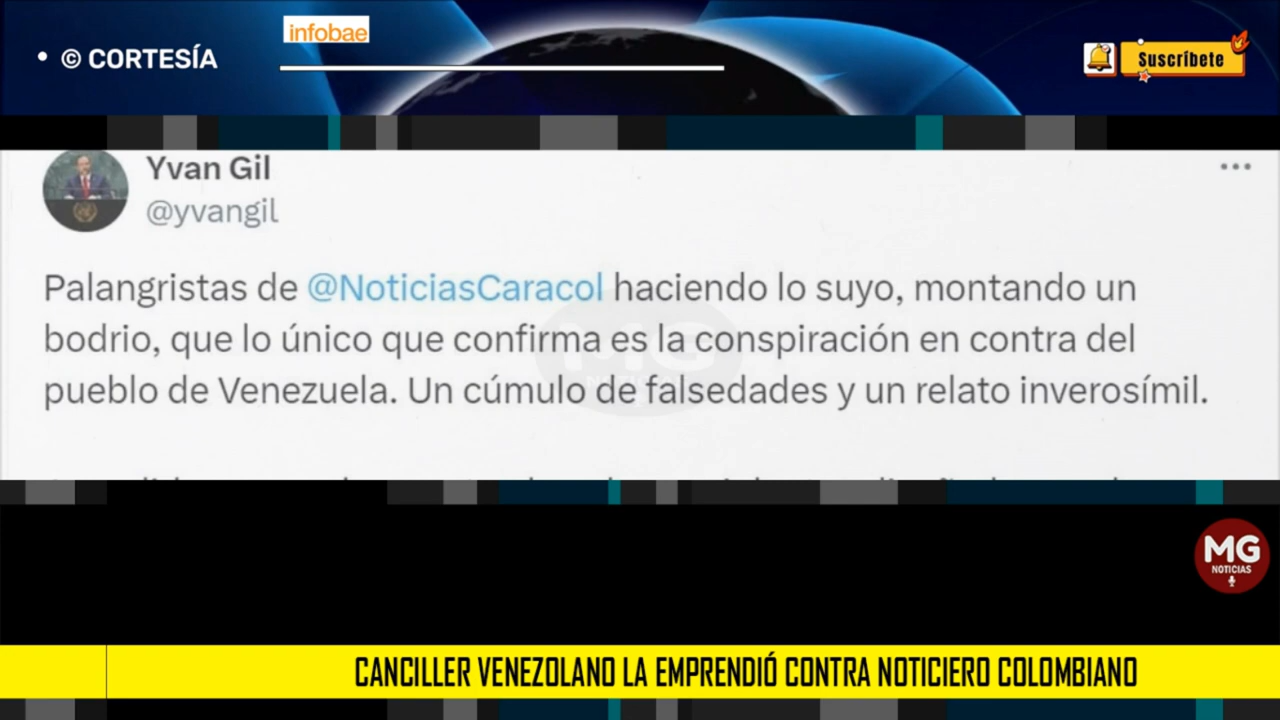 infobae
© CORTESÍA
Suscríbete
Yvan Gil
@yvangil
Palangristas de @NoticiasCaracol haciendo lo suyo, montando un
bodrio, que lo único que confirma es la conspiración en contra del
pueblo de Venezuela. Un cúmulo de falsedades y un relato inverosímil.
MG
NOTICIAS
CANCILLER VENEZOLANO LA EMPRENDIÓ CONTRA NOTICIERO COLOMBIANO